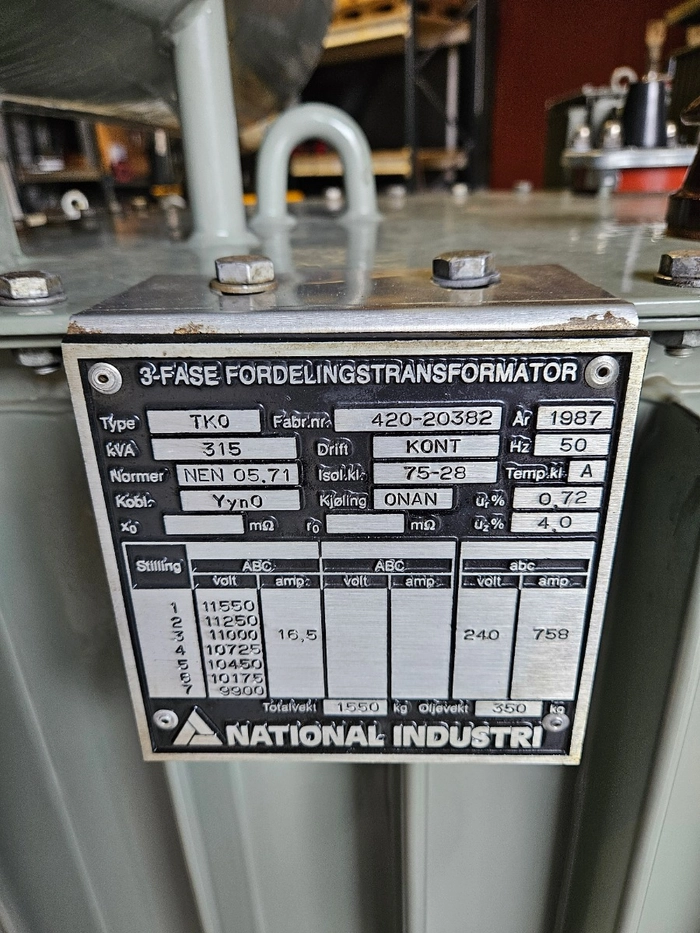 3-FASE FORDELINGSTRANSFORMATOR
Type TKO Fabr.nr. 420-20382 År 1987
kVA 315 Drift KONT Hz 50
Normer NEN 05.71 Isol.kl. 75-28 Temp.kl A
Kobl. Yyn0 Kjøling ONAN ur% 0,72
x0 mΩ r0 mΩ uz% 4,0
Stilling ABC ABC abc
volt amp. volt amp. volt amp.
1 11550
2 11250
3 11000 16,5 240 758
4 10725
5 10450
6 10175
7 9900
Totalvekt 1550 kg Oljevekt 350 kg
NATIONAL INDUSTRI